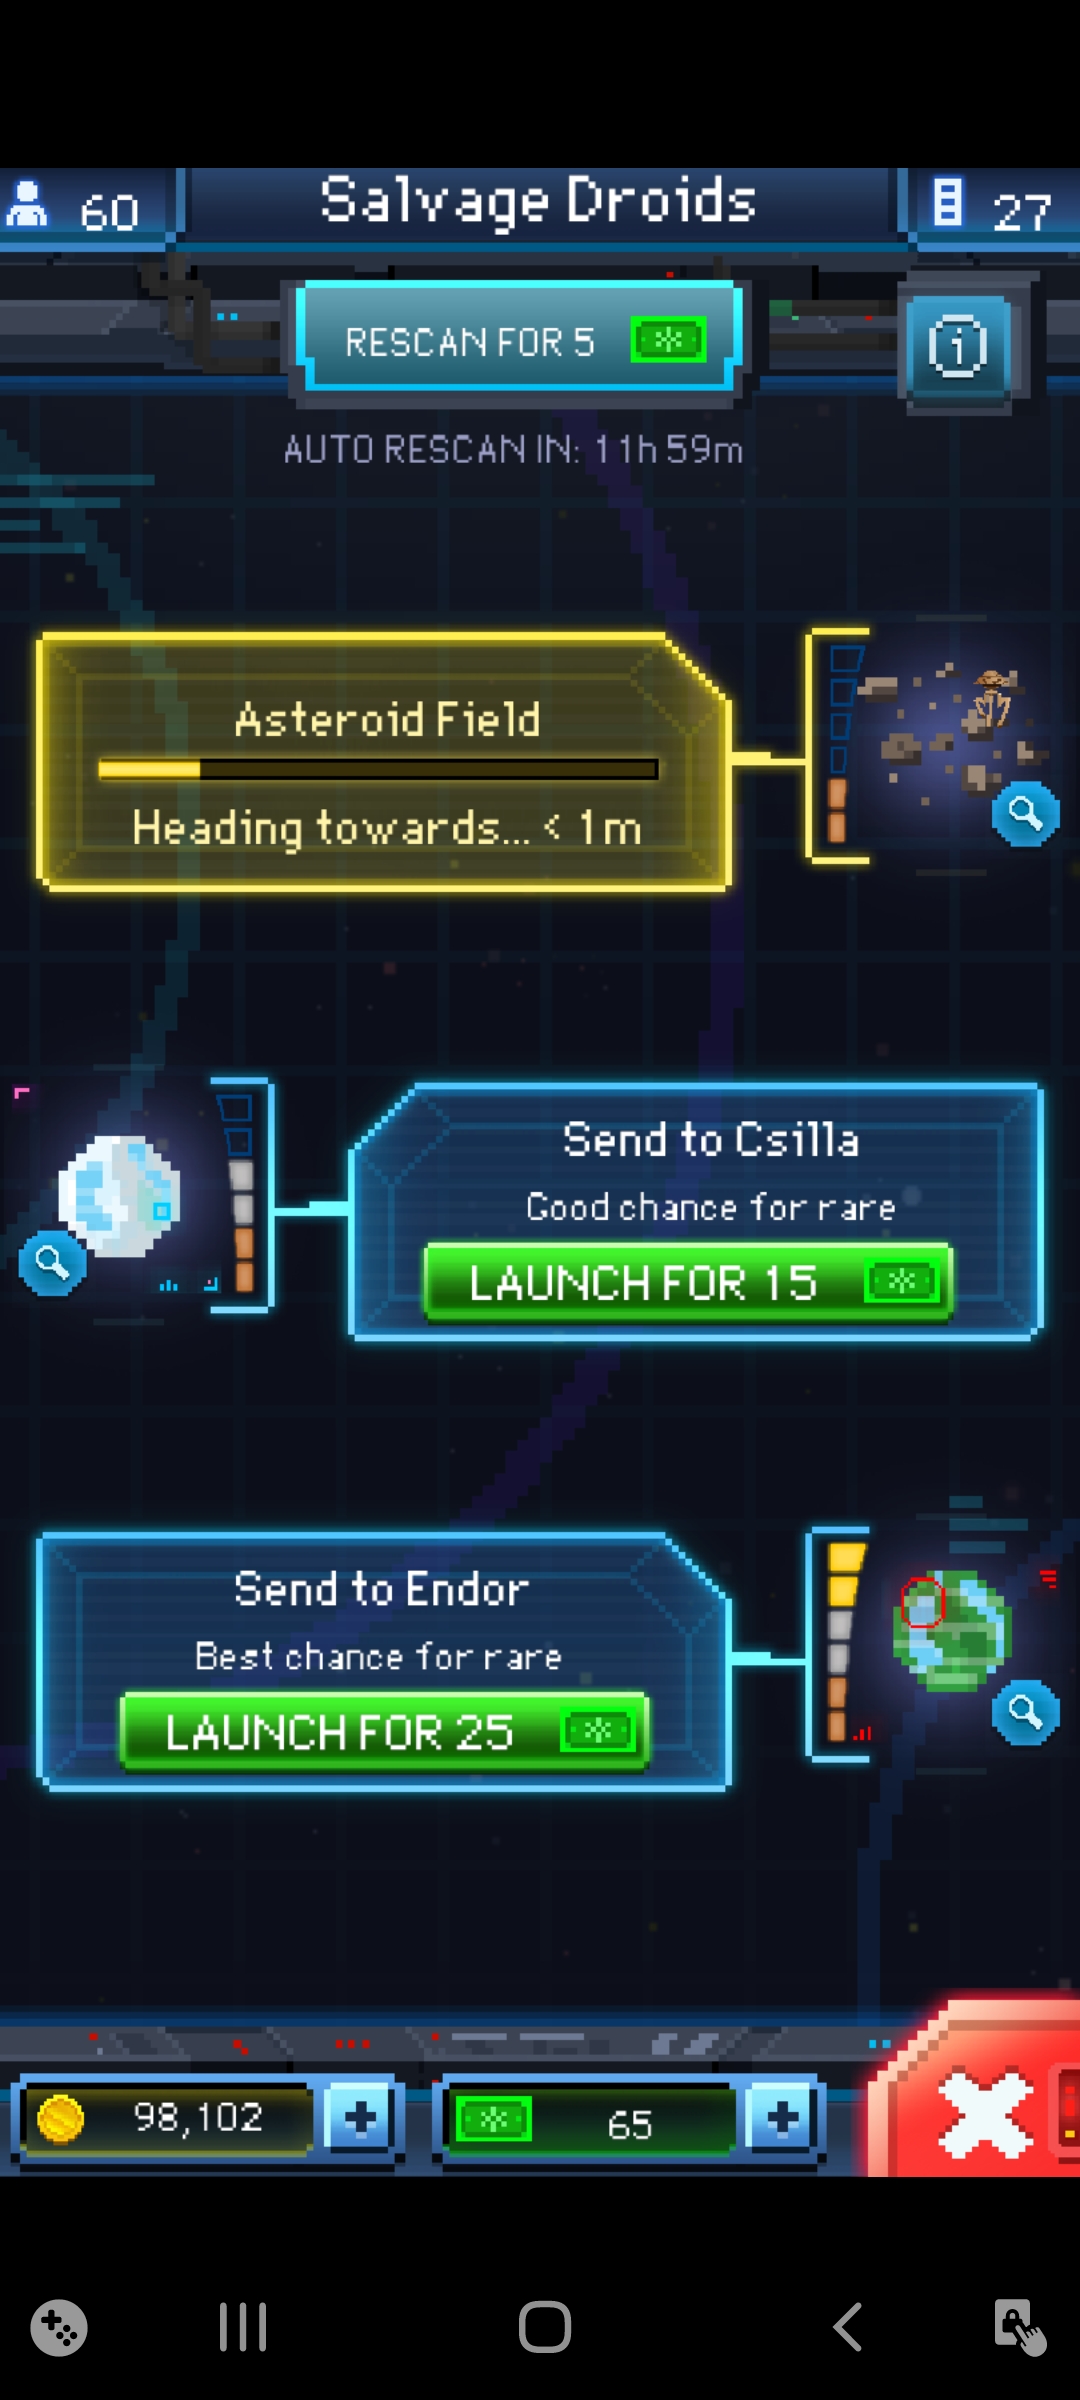 60
Salvage Droids
27
RESCAN FOR 5
AUTO RESCAN IN: 11h 59m
Asteroid Field
Heading towards... < 1m
Send to Csilla
Good chance for rare
LAUNCH FOR 15
Send to Endor
Best chance for rare
LAUNCH FOR 25
98,102
65